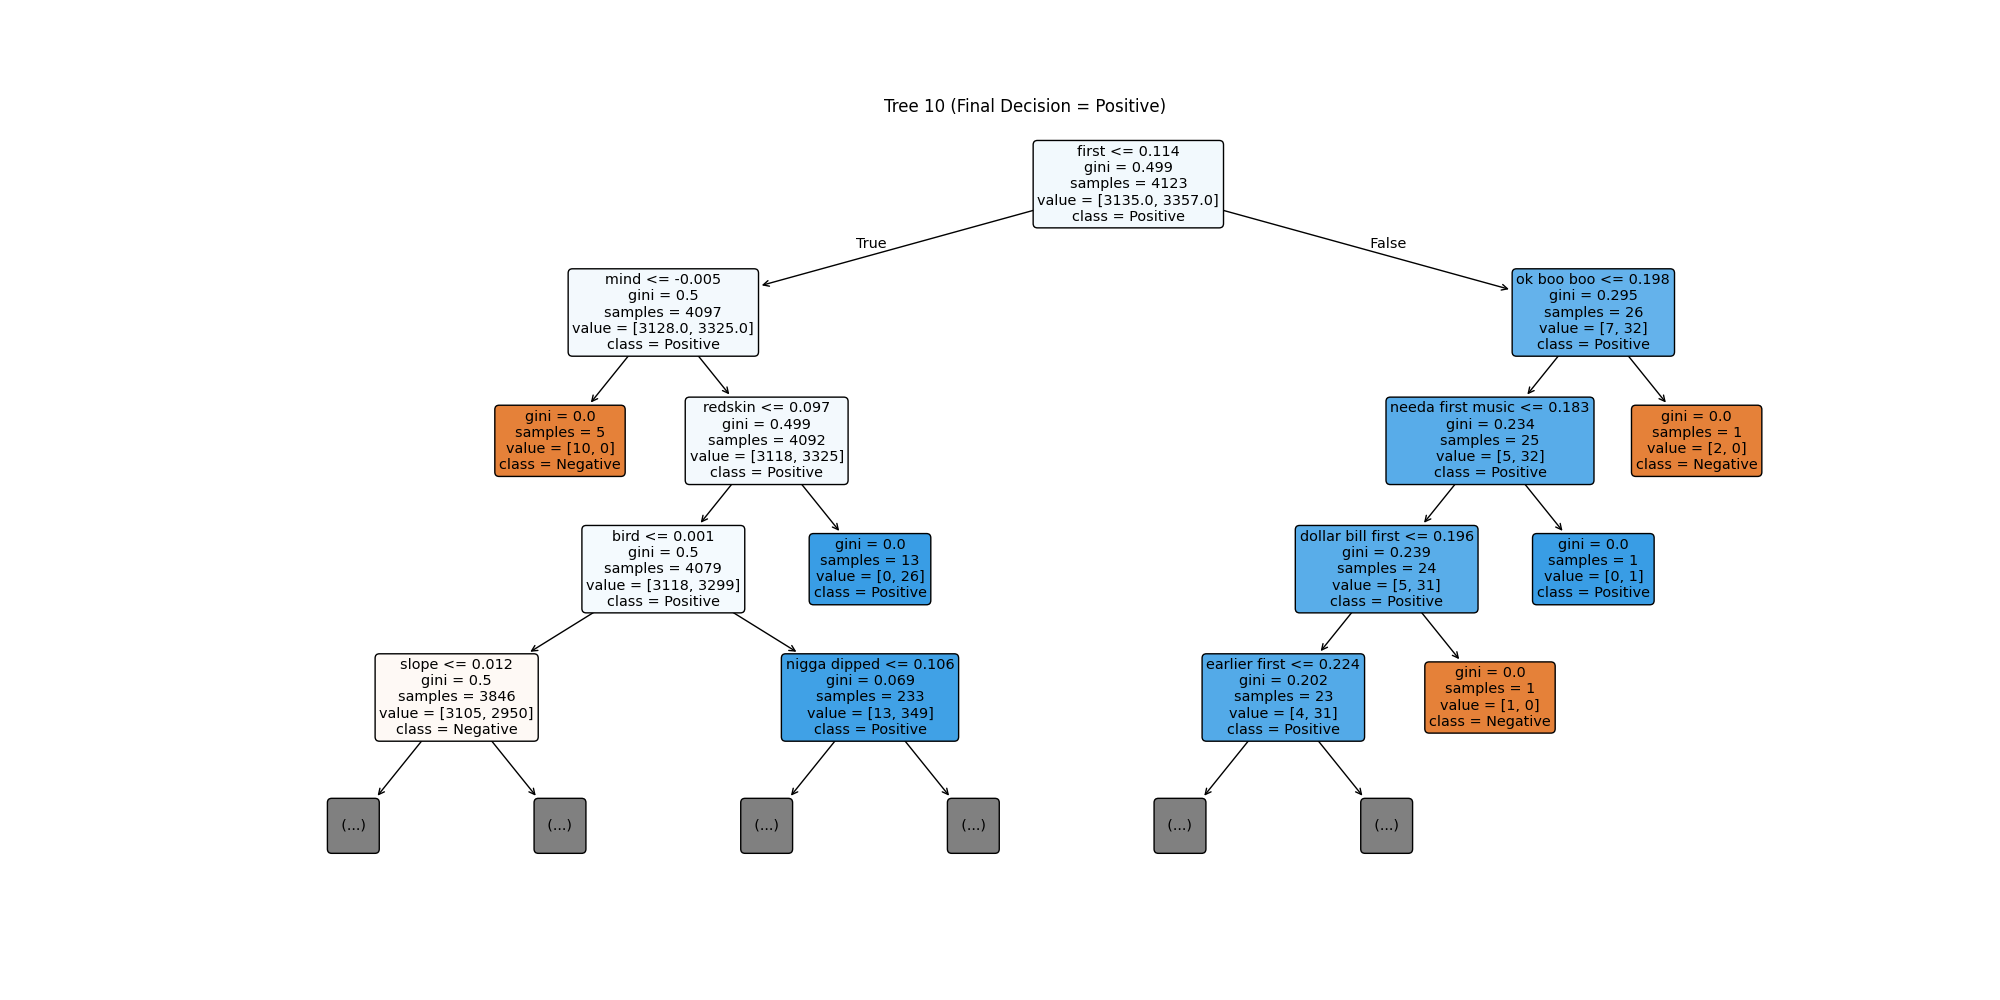 Tree 10 (Final Decision = Positive)
first <= 0.114
gini = 0.499
samples = 4123
value = [3135.0, 3357.0]
class = Positive
True
False
mind <= -0.005
gini = 0.5
samples = 4097
value = [3128.0, 3325.0]
class = Positive
ok boo boo <= 0.198
gini = 0.295
samples = 26
value = [7, 32]
class = Positive
gini = 0.0
samples = 5
value = [10, 0]
class = Negative
redskin <= 0.097
gini = 0.499
samples = 4092
value = [3118, 3325]
class = Positive
needa first music <= 0.183
gini = 0.234
samples = 25
value = [5, 32]
class = Positive
gini = 0.0
samples = 1
value = [2, 0]
class = Negative
bird <= 0.001
gini = 0.5
samples = 4079
value = [3118, 3299]
class = Positive
gini = 0.0
samples = 13
value = [0, 26]
class = Positive
dollar bill first <= 0.196
gini = 0.239
samples = 24
value = [5, 31]
class = Positive
gini = 0.0
samples = 1
value = [0, 1]
class = Positive
slope <= 0.012
gini = 0.5
samples = 3846
value = [3105, 2950]
class = Negative
nigga dipped <= 0.106
gini = 0.069
samples = 233
value = [13, 349]
class = Positive
earlier first <= 0.224
gini = 0.202
samples = 23
value = [4, 31]
class = Positive
gini = 0.0
samples = 1
value = [1, 0]
class = Negative
(...)
(...)
(...)
(...)
(...)
(...)